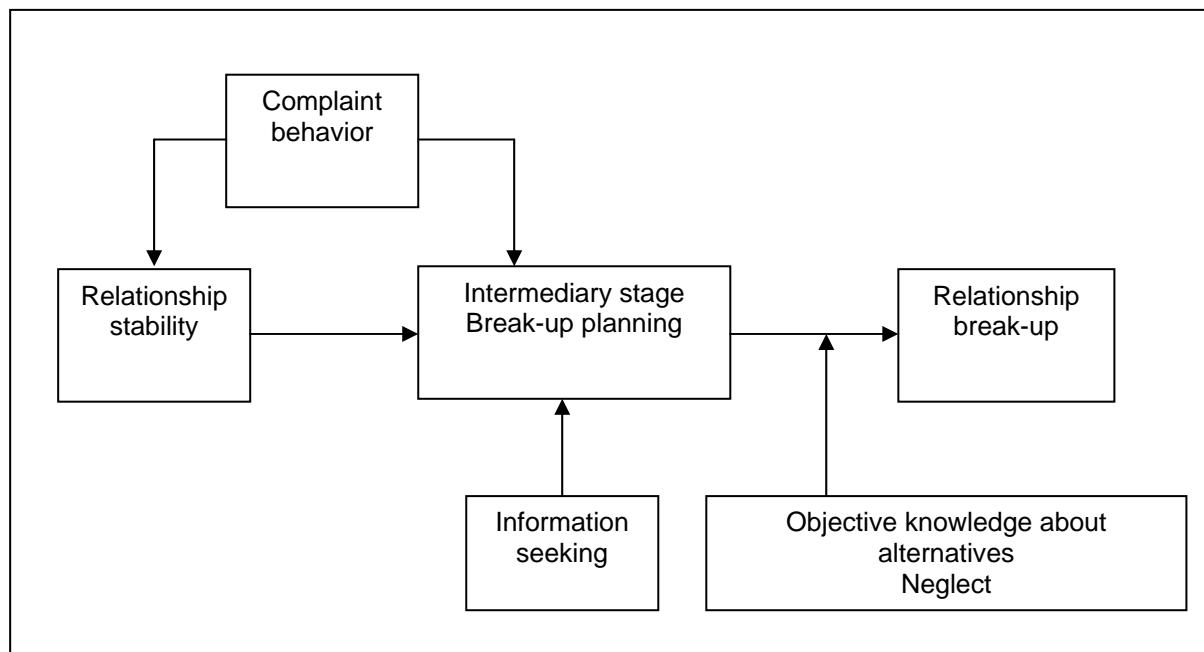 Complaint
behavior
Relationship
stability
Intermediary stage
Break-up planning
Relationship
break-up
Information
seeking
Objective knowledge about
alternatives
Neglect